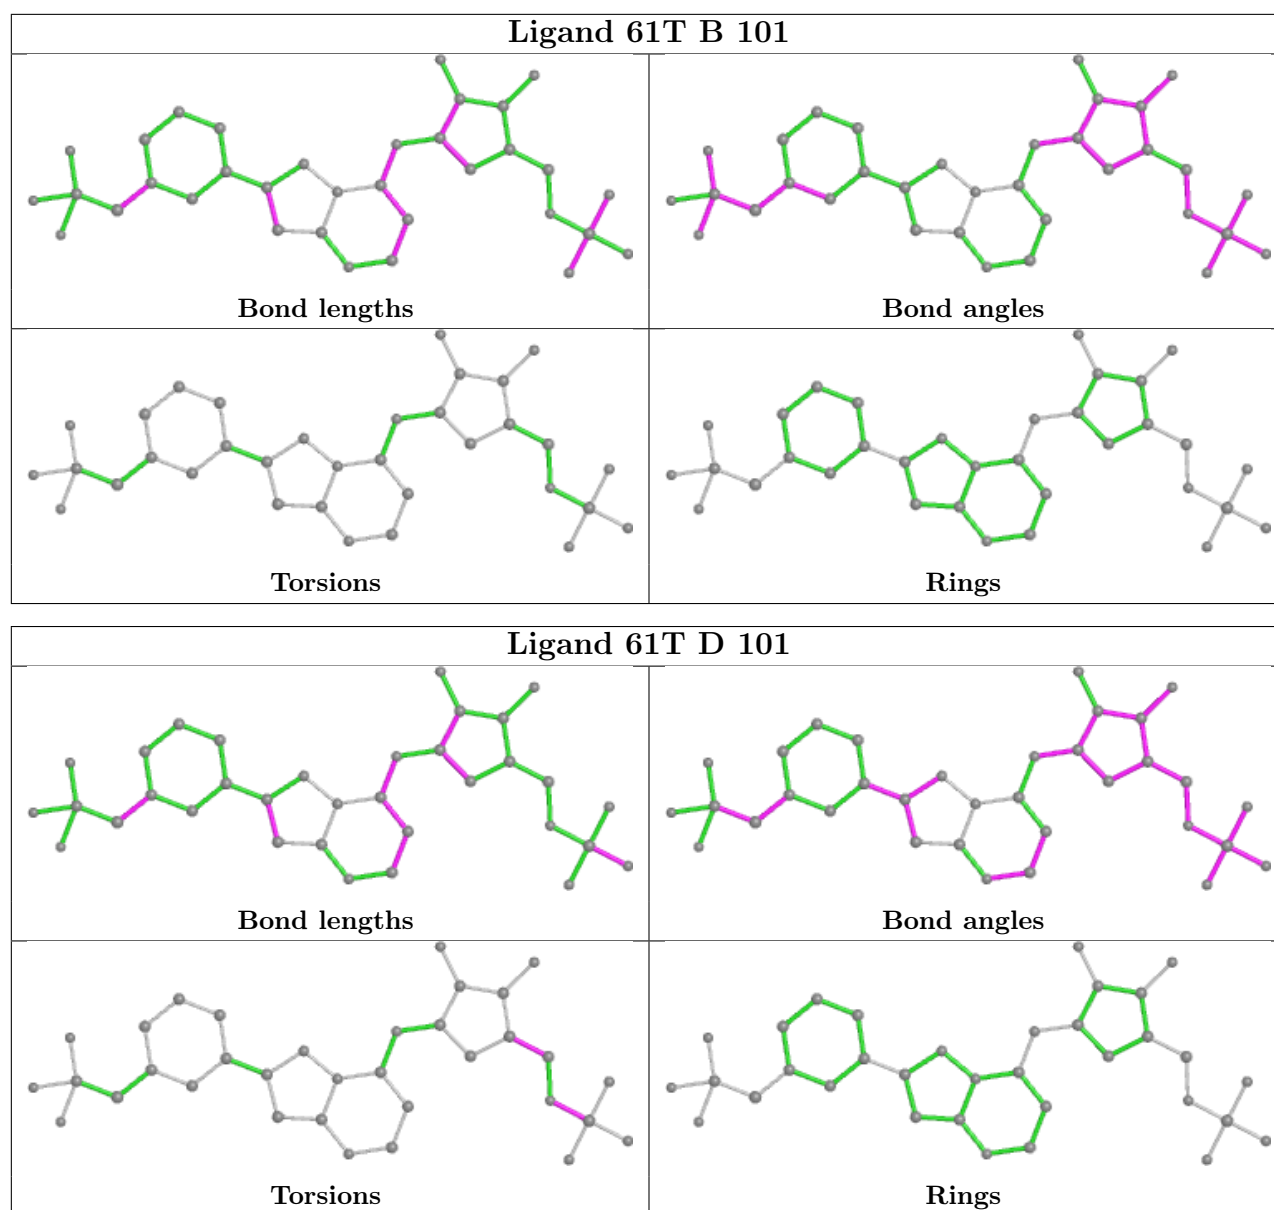 Ligand 61T B 101
Bond lengths
Bond angles
Torsions
Rings
Ligand 61T D 101
Bond lengths
Bond angles
Torsions
Rings